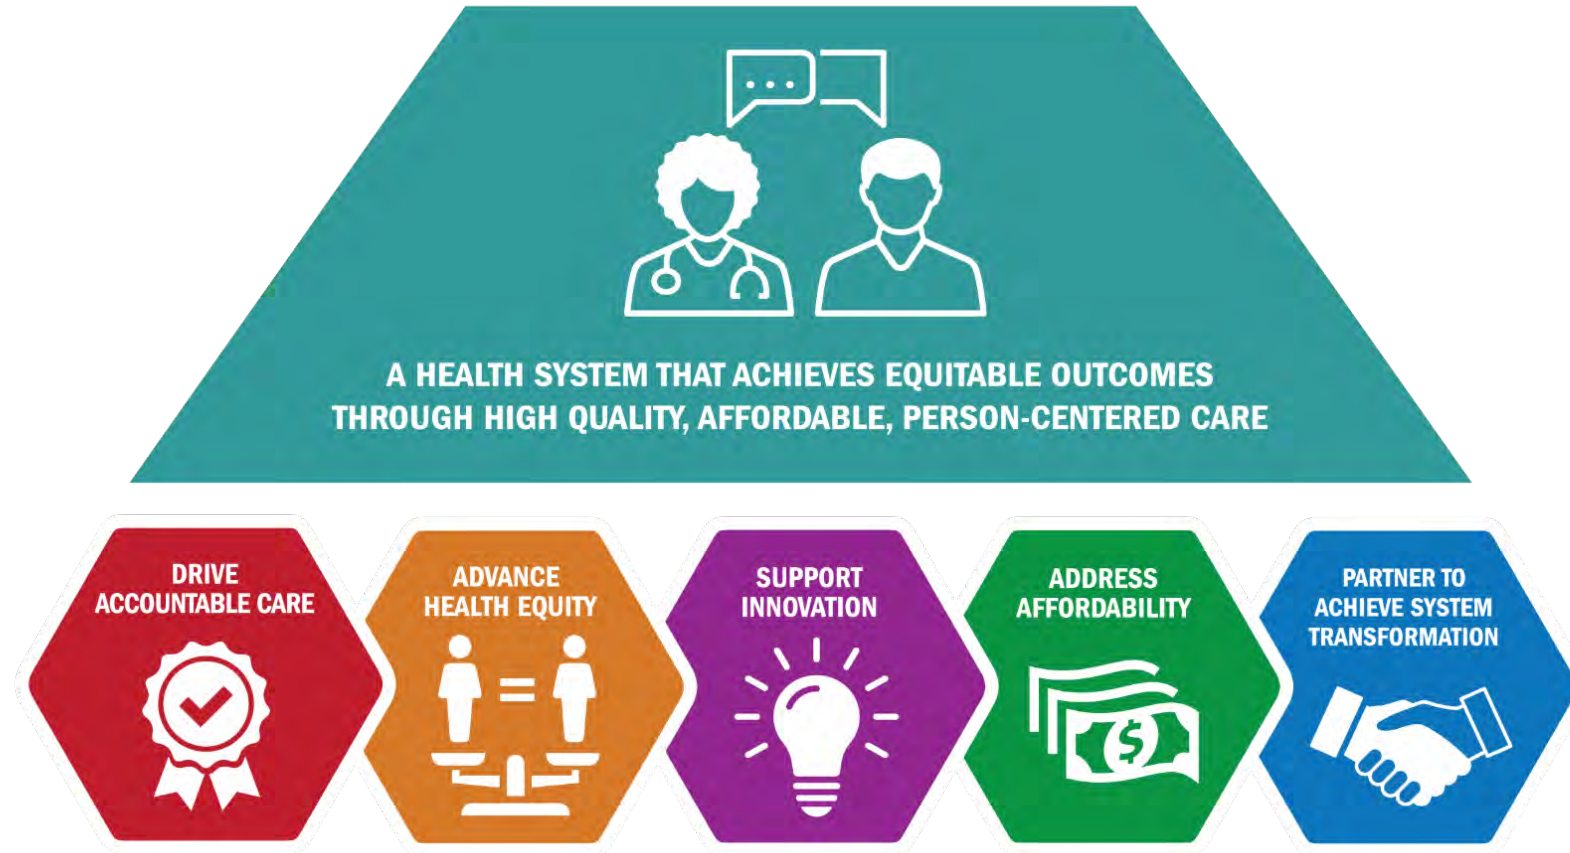 A HEALTH SYSTEM THAT ACHIEVES EQUITABLE OUTCOMES
THROUGH HIGH QUALITY, AFFORDABLE, PERSON-CENTERED CARE
DRIVE
ACCOUNTABLE CARE
ADVANCE
HEALTH EQUITY
SUPPORT
INNOVATION
ADDRESS
AFFORDABILITY
PARTNER TO
ACHIEVE SYSTEM
TRANSFORMATION